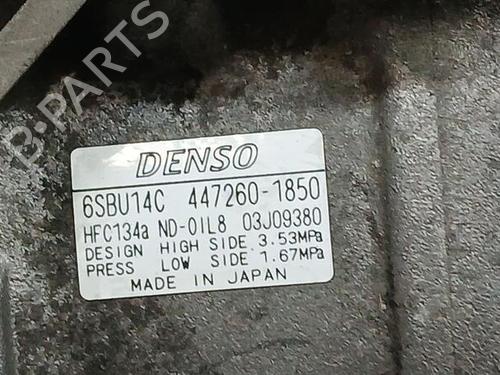 B-PARTS
DENSO
6SBU14C 447260-1850
HFC134a ND-OIL8 03J09380
DESIGN HIGH SIDE 3.53MPa
PRESS LOW SIDE 1.67MPa
MADE IN JAPAN